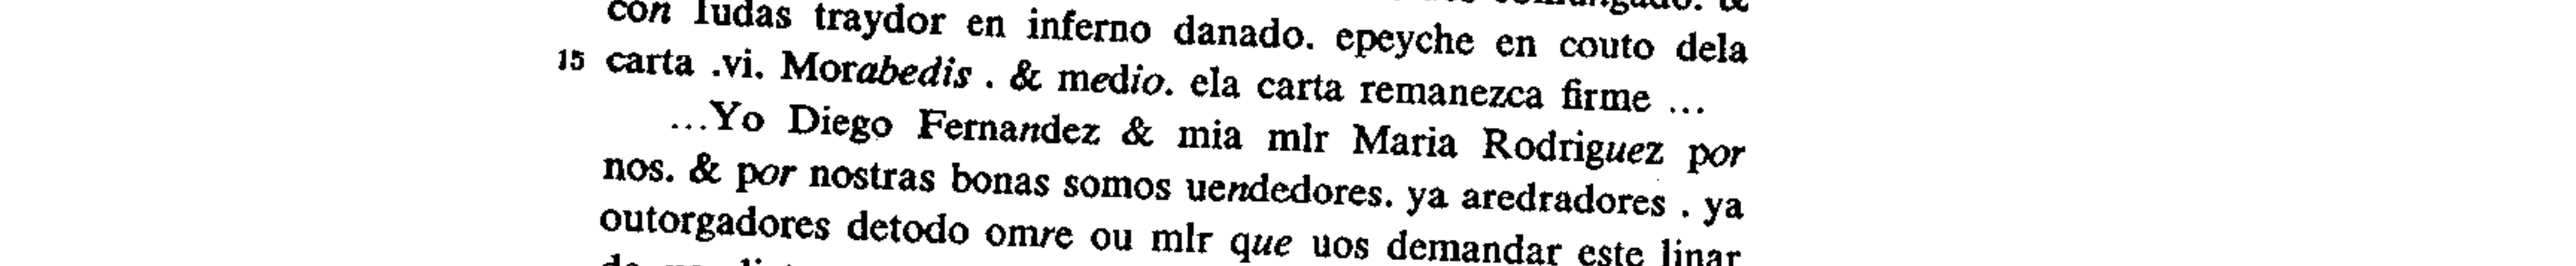 con Iudas traydor en inferno danado. epeyche en couto dela
15 carta .vi. Morabedis . & medio. ela carta remanezca firme ...
...Yo Diego Fernandez & mia mlr Maria Rodriguez por
nos. & por nostras bonas somos uendedores. ya aredradores . ya
outorgadores detodo omre ou mlr que uos demandar este linar